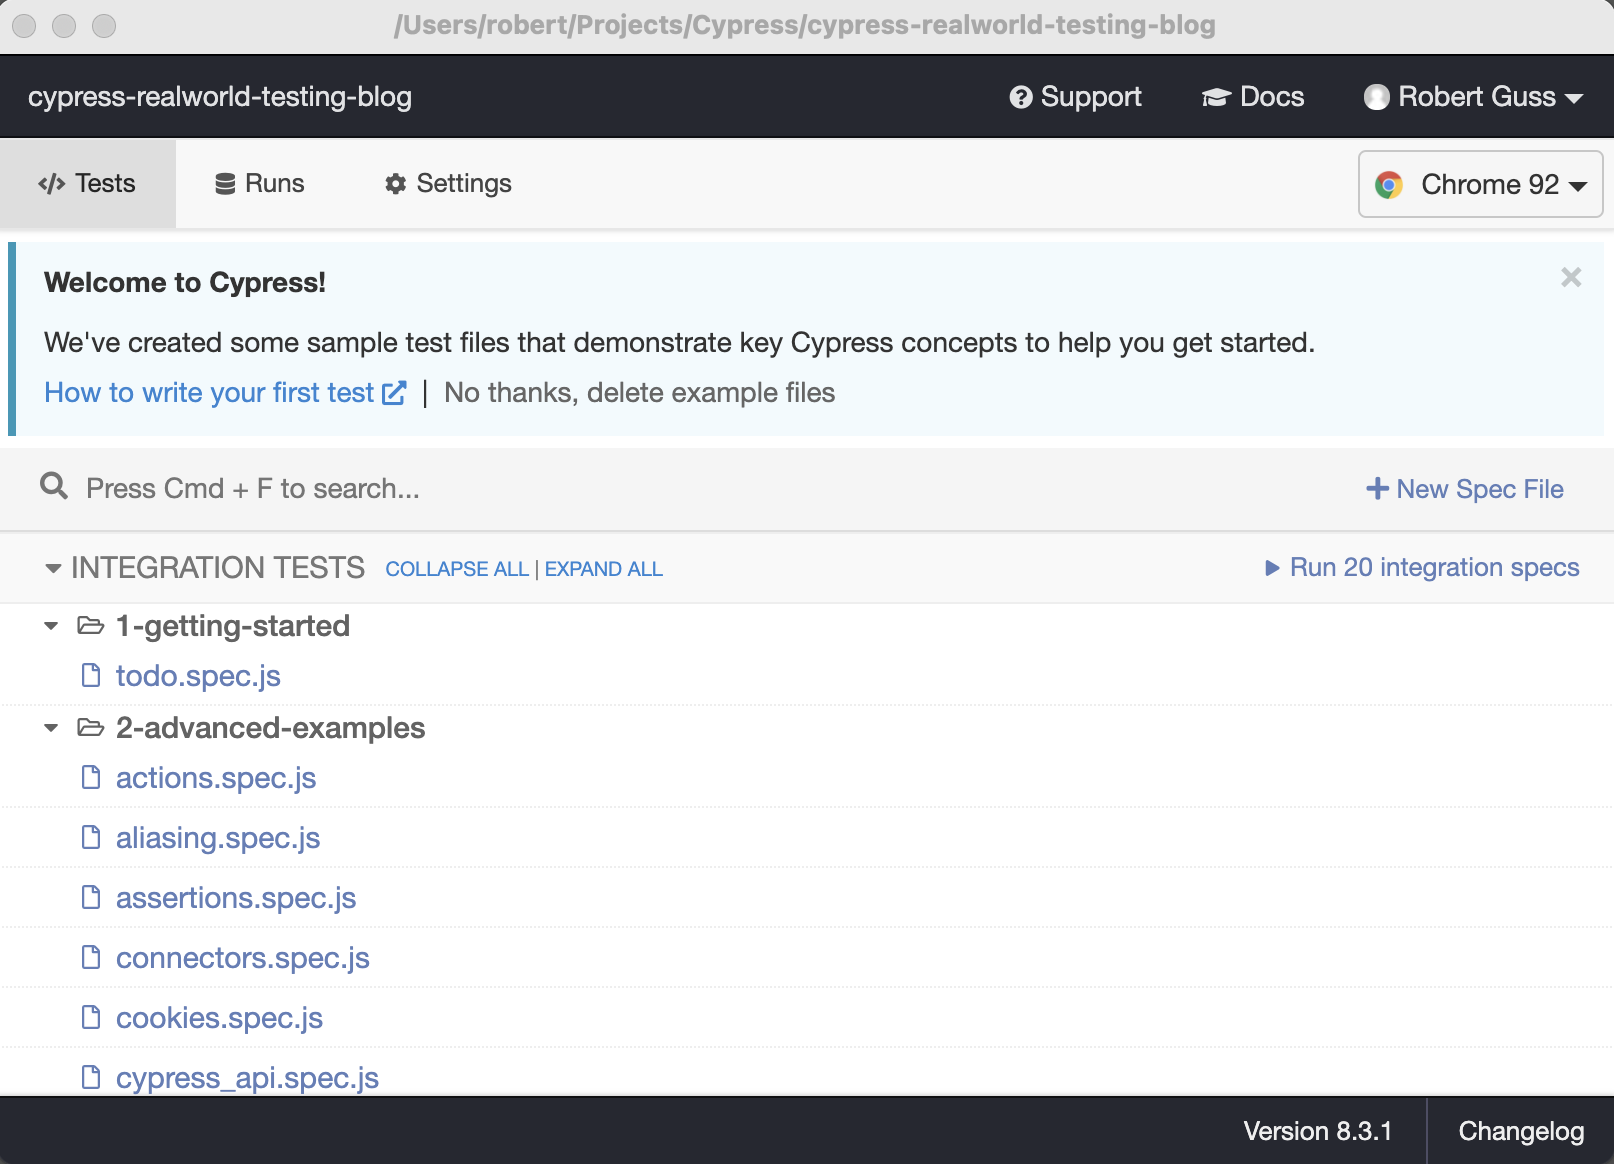 /Users/robert/Projects/Cypress/cypress-realworld-testing-blog
cypress-realworld-testing-blog Support Docs Robert Guss
Tests Runs Settings Chrome 92
Welcome to Cypress!
We've created some sample test files that demonstrate key Cypress concepts to help you get started.
How to write your first test | No thanks, delete example files
Press Cmd + F to search... New Spec File
INTEGRATION TESTS COLLAPSE ALL | EXPAND ALL Run 20 integration specs
1-getting-started
todo.spec.js
2-advanced-examples
actions.spec.js
aliasing.spec.js
assertions.spec.js
connectors.spec.js
cookies.spec.js
cypress_api.spec.js
Version 8.3.1 Changelog